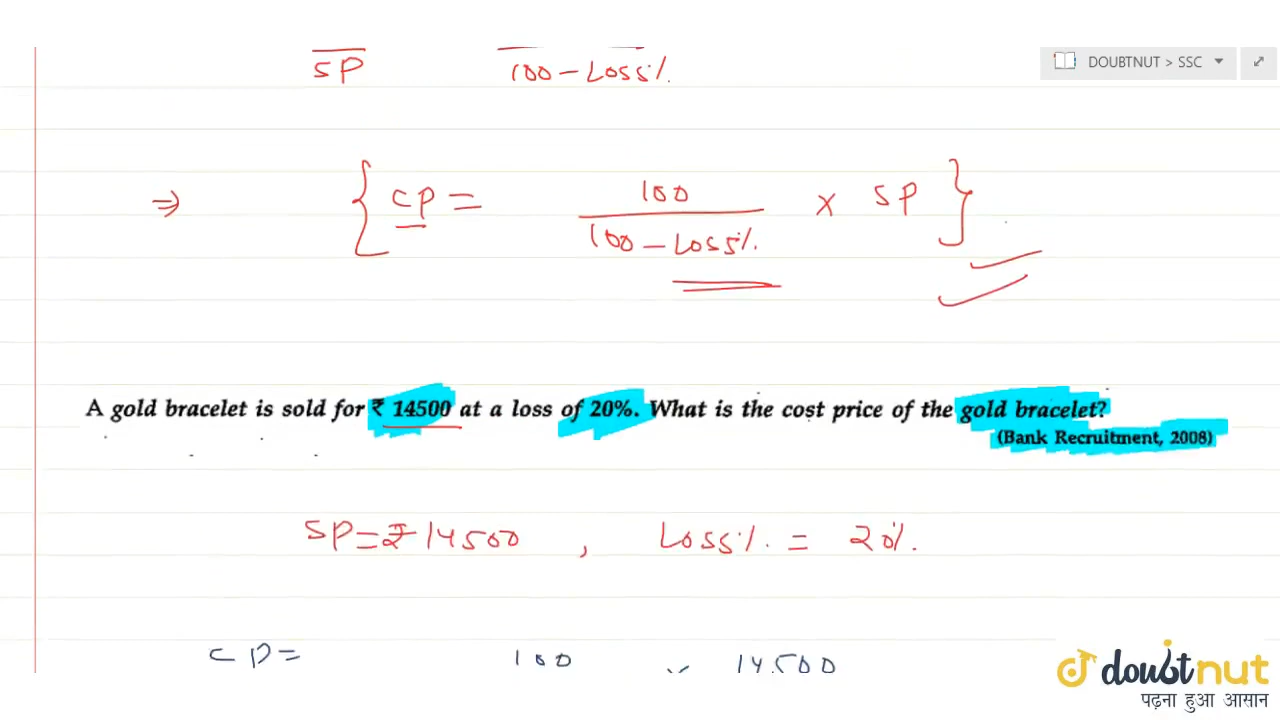 SP 100 - Loss%
DOUBTNUT > SSC
⇒ { CP = 100 / 100 - Loss% × SP }
A gold bracelet is sold for ₹ 14500 at a loss of 20%. What is the cost price of the gold bracelet?
(Bank Recruitment, 2008)
SP = ₹ 14500 , Loss% = 20%.
CP = 100 × 14500
doubtnut
पढ़ना हुआ आसान